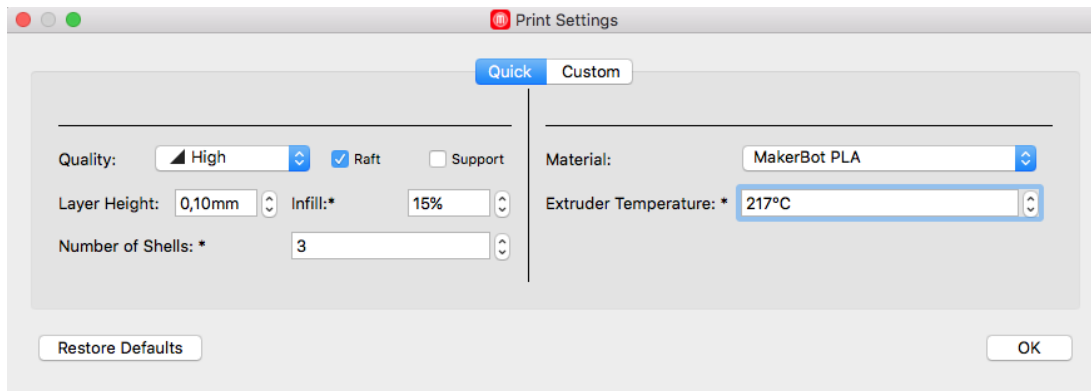 Print Settings
Quick Custom
Quality: High Raft Support
Layer Height: 0,10mm Infill:* 15%
Number of Shells: * 3
Material: MakerBot PLA
Extruder Temperature: * 217°C
Restore Defaults OK